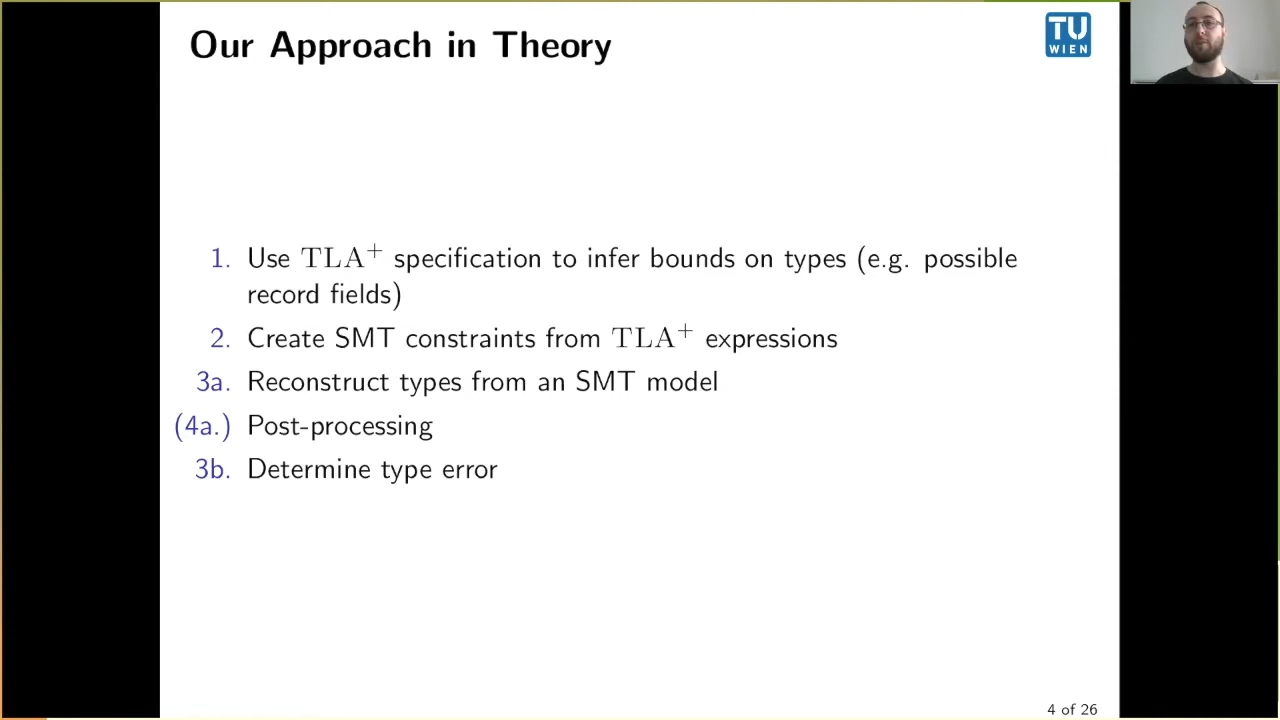 Our Approach in Theory
TU
WIEN
1. Use TLA⁺ specification to infer bounds on types (e.g. possible
record fields)
2. Create SMT constraints from TLA⁺ expressions
3a. Reconstruct types from an SMT model
(4a.) Post-processing
3b. Determine type error
4 of 26